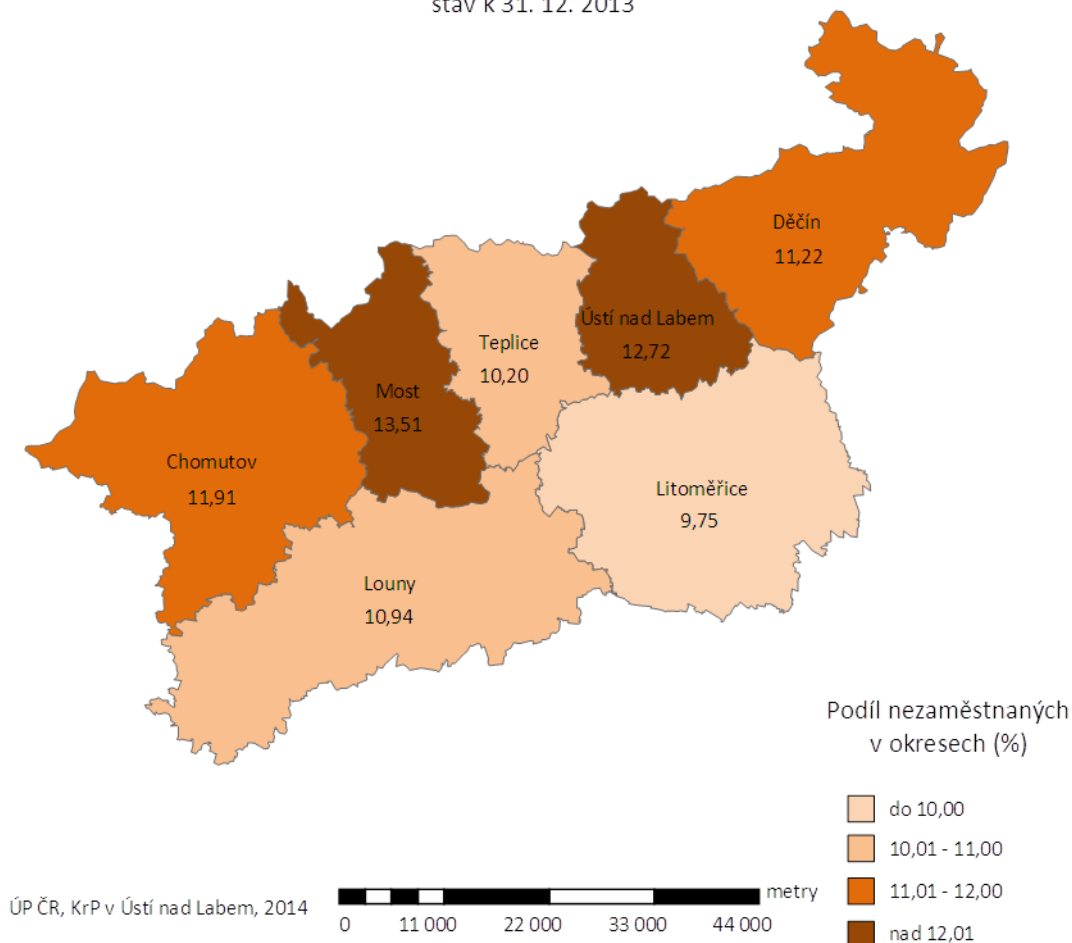 stav k 31. 12. 2013
Děčín
11,22
Ústí nad Labem
12,72
Teplice
10,20
Most
13,51
Chomutov
11,91
Litoměřice
9,75
Louny
10,94
Podíl nezaměstnaných
v okresech (%)
do 10,00
10,01 - 11,00
11,01 - 12,00
nad 12,01
ÚP ČR, KrP v Ústí nad Labem, 2014
metry
0 11 000 22 000 33 000 44 000